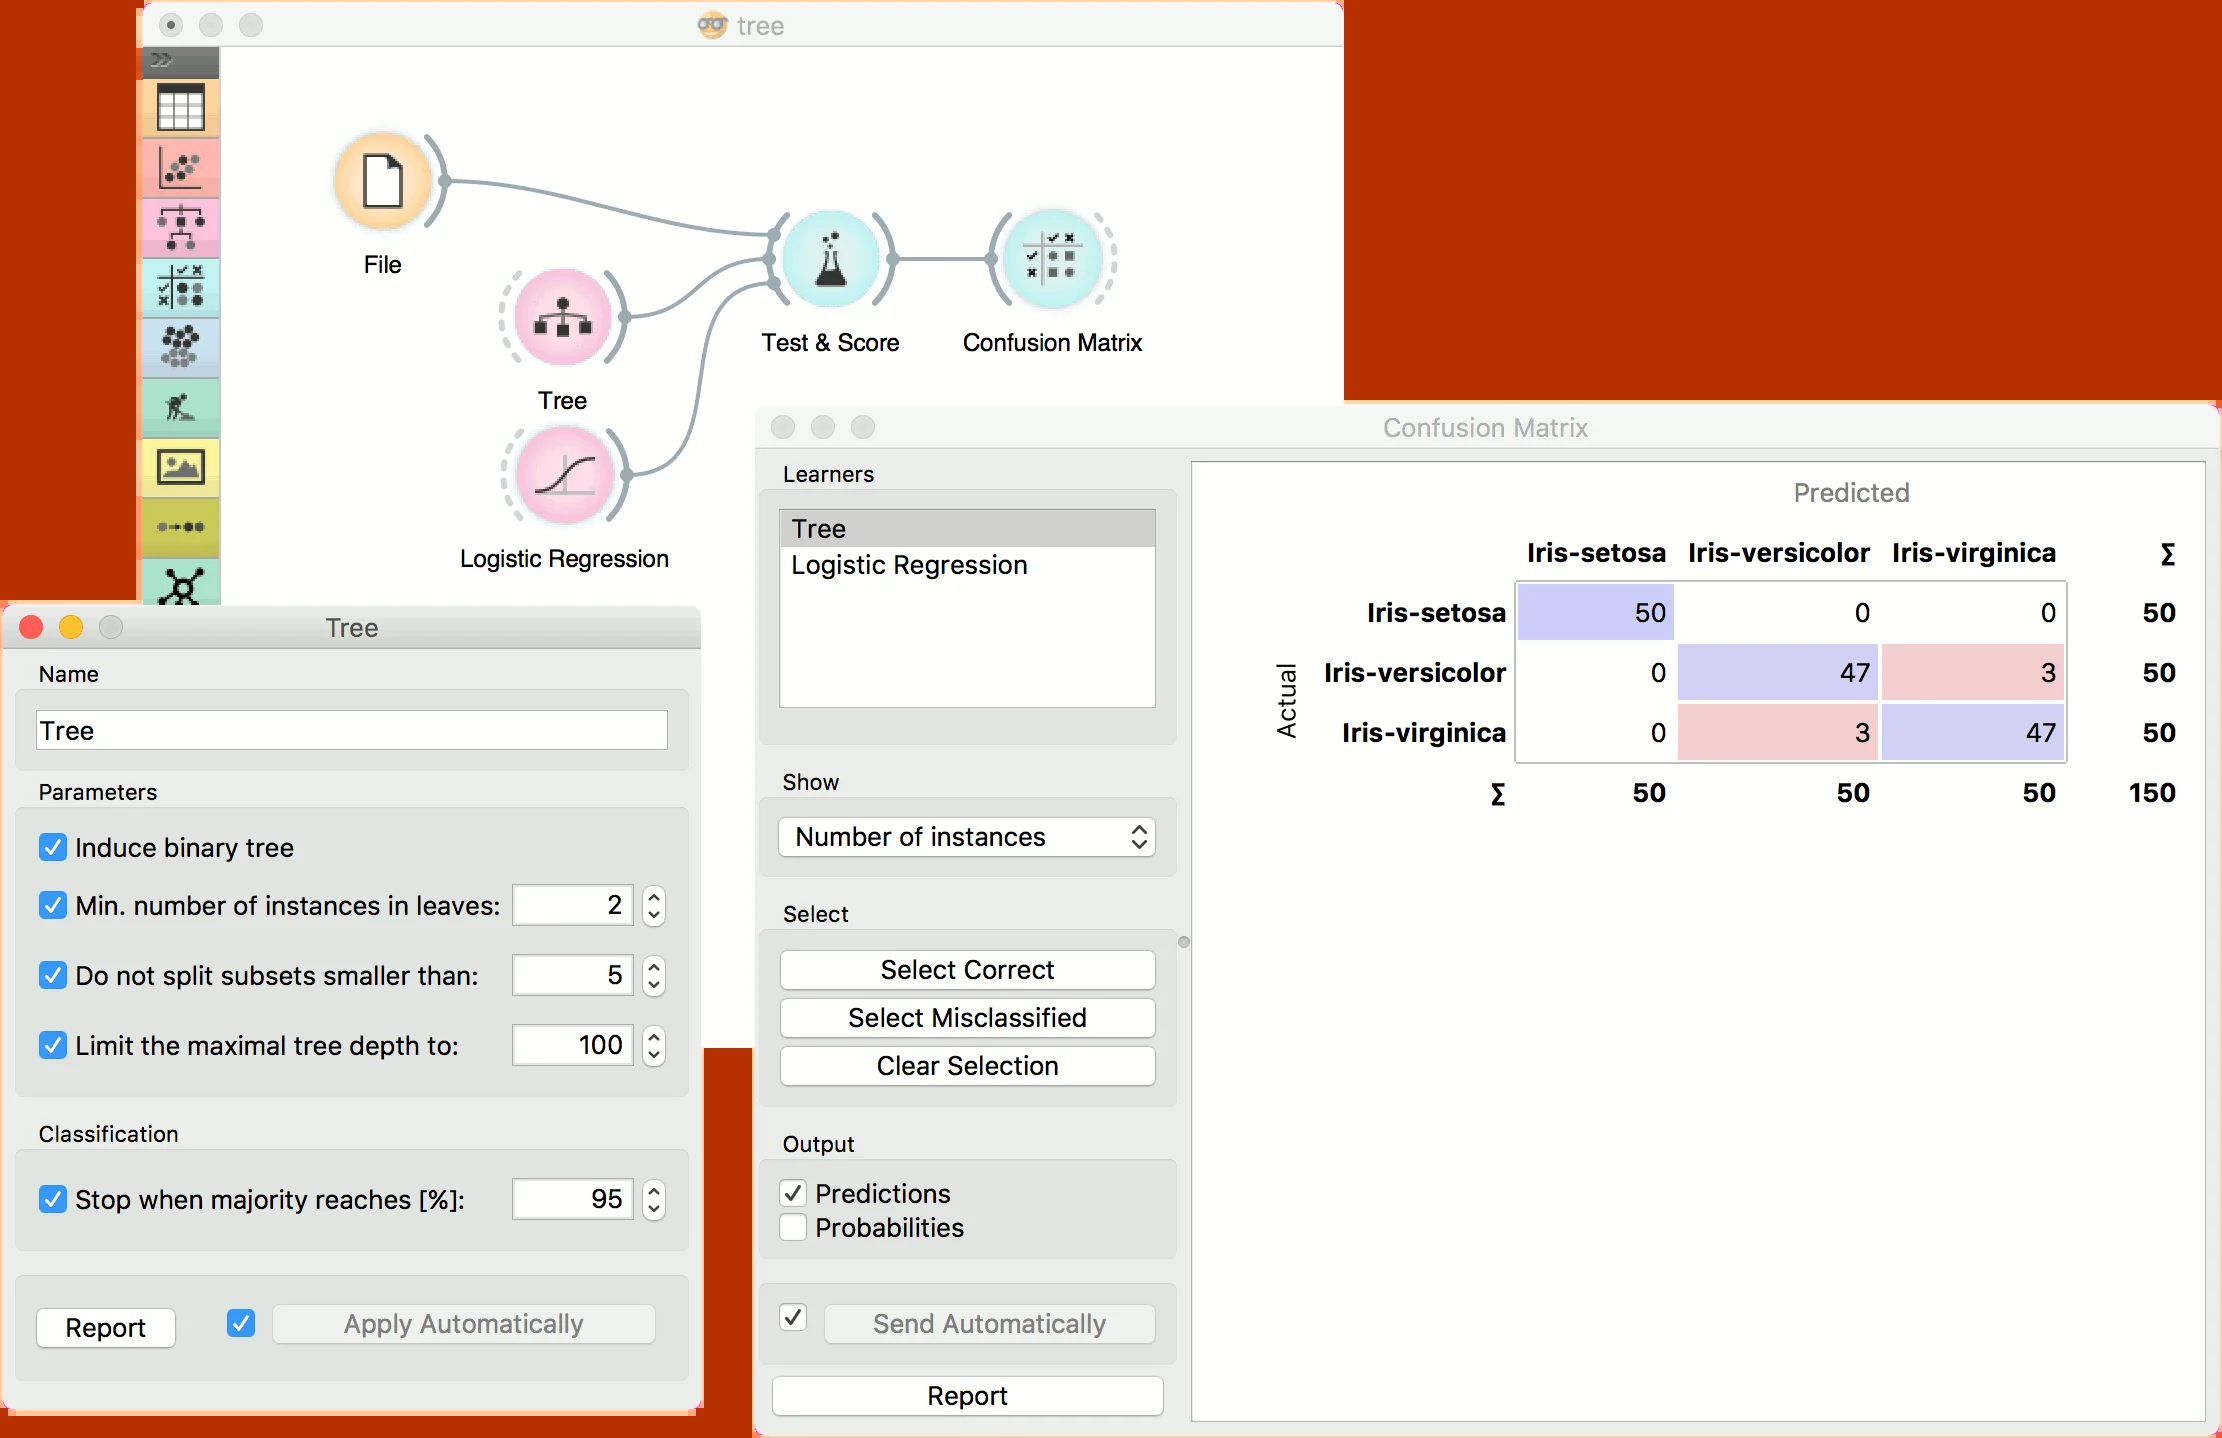 tree
File
Tree
Logistic Regression
Test & Score
Confusion Matrix
Tree
Name
Tree
Parameters
Induce binary tree
Min. number of instances in leaves: 2
Do not split subsets smaller than: 5
Limit the maximal tree depth to: 100
Classification
Stop when majority reaches [%]: 95
Report
Apply Automatically
Confusion Matrix
Learners
Tree
Logistic Regression
Show
Number of instances
Select
Select Correct
Select Misclassified
Clear Selection
Output
Predictions
Probabilities
Send Automatically
Report
Predicted
Iris-setosa Iris-versicolor Iris-virginica Σ
Actual
Iris-setosa 50 0 0 50
Iris-versicolor 0 47 3 50
Iris-virginica 0 3 47 50
Σ 50 50 50 150